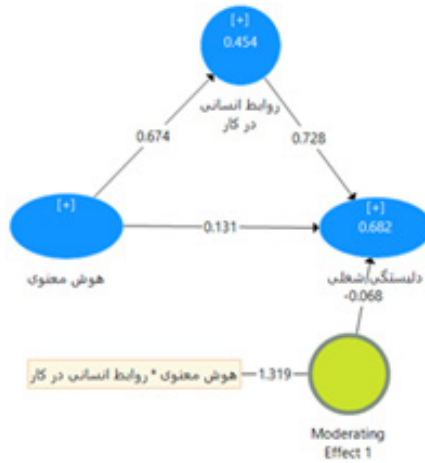 [+]
0.454
روابط انسانی
در کار
0.674
0.728
[+]
هوش معنوی
0.131
[+]
0.682
دلبستگی شغلی
-0.068
هوش معنوی * روابط انسانی در کار
1.319
Moderating
Effect 1